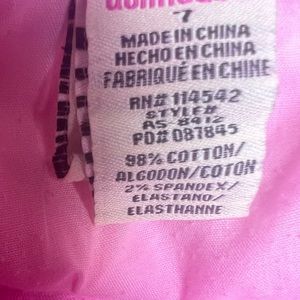 7
MADE IN CHINA
HECHO EN CHINA
FABRIQUÉ EN CHINE
RN# 114542
STYLE#
AS-8412
PO# 087845
98% COTTON/
ALGODON/COTON
2% SPANDEX/
ELASTANO/
ELASTHANNE